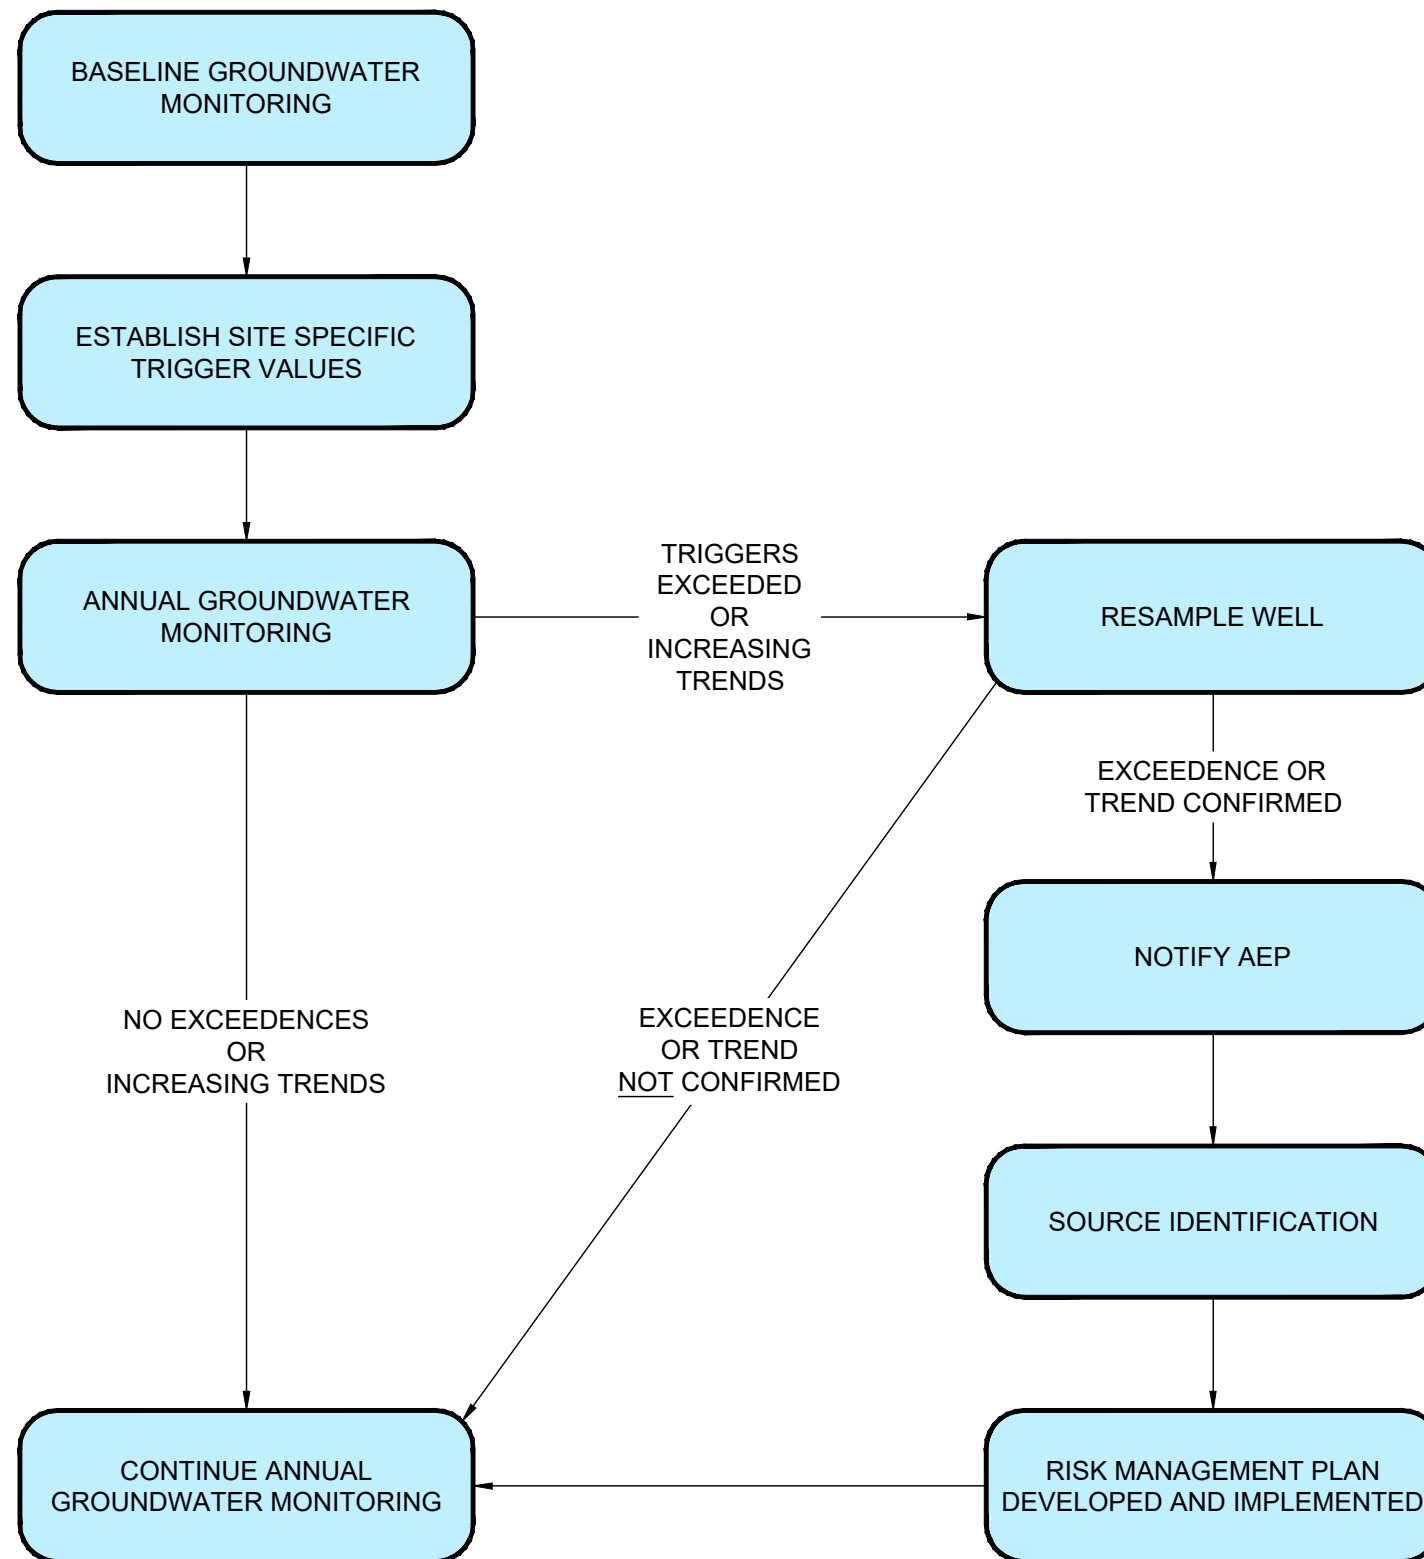 BASELINE GROUNDWATER
MONITORING
ESTABLISH SITE SPECIFIC
TRIGGER VALUES
ANNUAL GROUNDWATER
MONITORING
TRIGGERS
EXCEEDED
OR
INCREASING
TRENDS
RESAMPLE WELL
EXCEEDENCE OR
TREND CONFIRMED
NOTIFY AEP
NO EXCEEDENCES
OR
INCREASING TRENDS
EXCEEDENCE
OR TREND
NOT CONFIRMED
SOURCE IDENTIFICATION
CONTINUE ANNUAL
GROUNDWATER MONITORING
RISK MANAGEMENT PLAN
DEVELOPED AND IMPLEMENTED